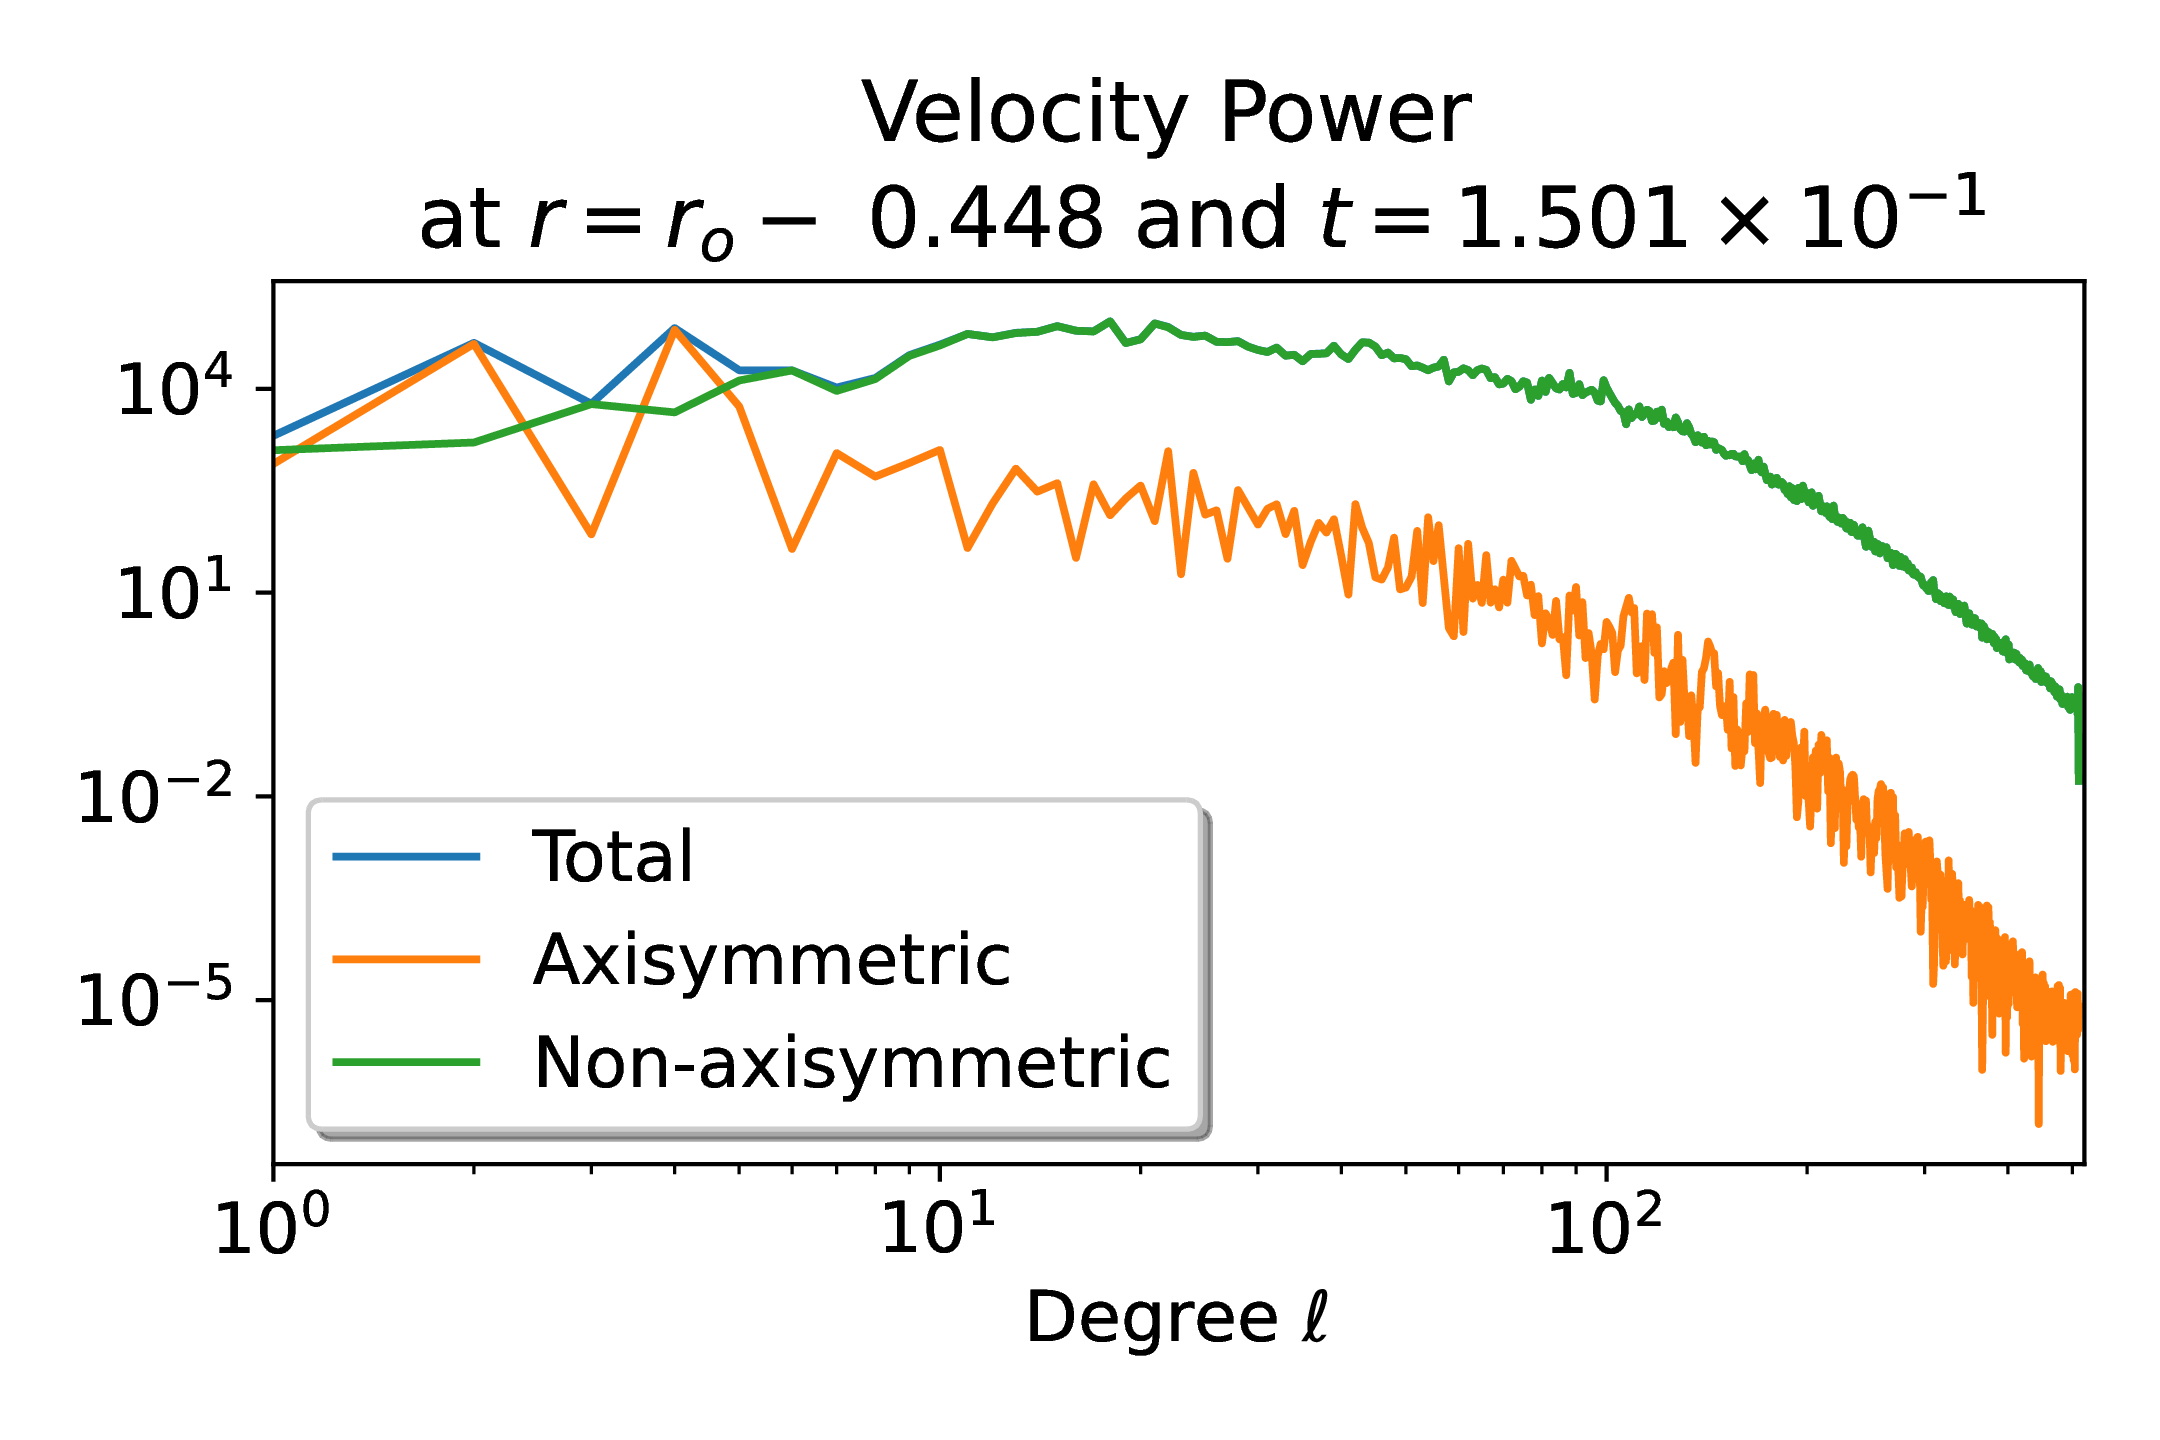 Velocity Power
at r = r_o − 0.448 and t = 1.501 × 10^−1
10^4
10^1
10^−2
10^−5
Total
Axisymmetric
Non-axisymmetric
10^0 10^1 10^2
Degree ℓ